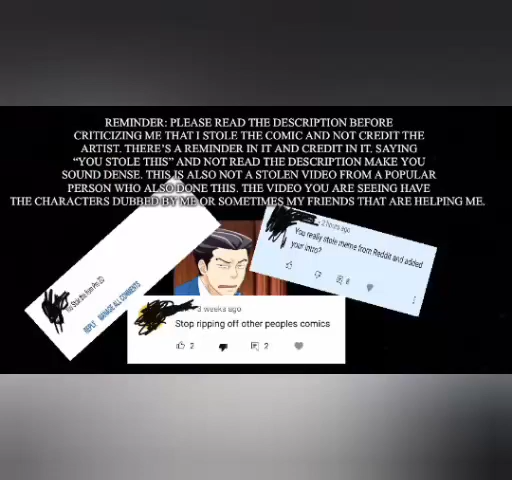 REMINDER: PLEASE READ THE DESCRIPTION BEFORE
CRITICIZING ME THAT I STOLE THE COMIC AND NOT CREDIT THE
ARTIST. THERE'S A REMINDER IN IT AND CREDIT IN IT, SAYING
“YOU STOLE THIS” AND NOT READ THE DESCRIPTION MAKE YOU
SOUND DENSE. THIS IS ALSO NOT A STOLEN VIDEO FROM A POPULAR
PERSON WHO ALSO DONE THIS. THE VIDEO YOU ARE SEEING HAVE
THE CHARACTERS DUBBED BY ME OR SOMETIMES MY FRIENDS THAT ARE HELPING ME.
2 hours ago
You really stole meme from Reddit and added
your intro?
6
REPLY MANAGE ALL COMMENTS
3 weeks ago
Stop ripping off other peoples comics
2 2